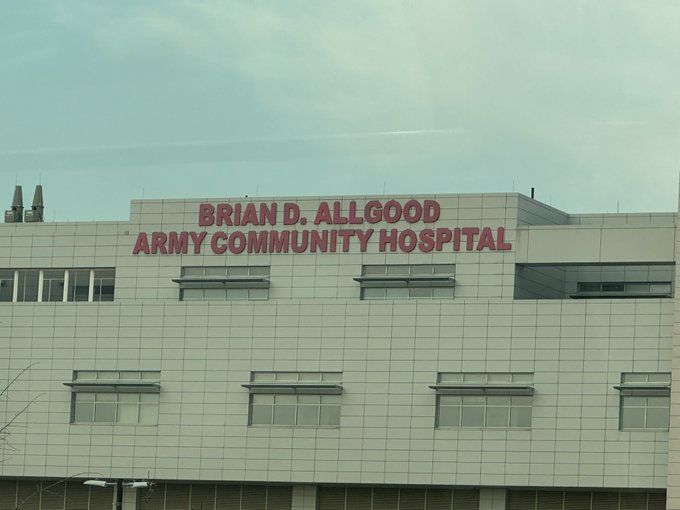 BRIAN D. ALLGOOD
ARMY COMMUNITY HOSPITAL